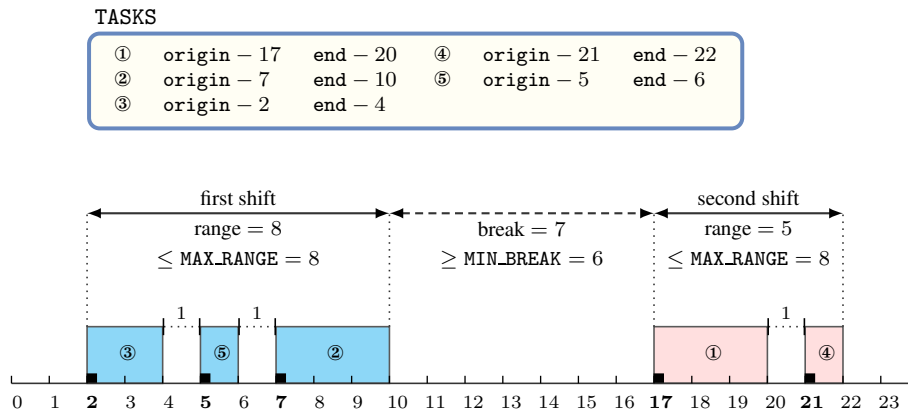 TASKS
① origin − 17 end − 20 ④ origin − 21 end − 22
② origin − 7 end − 10 ⑤ origin − 5 end − 6
③ origin − 2 end − 4
first shift second shift
range = 8 break = 7 range = 5
≤ MAX_RANGE = 8 ≥ MIN_BREAK = 6 ≤ MAX_RANGE = 8
1 1 1
③ ⑤ ② ① ④
0 1 2 3 4 5 6 7 8 9 10 11 12 13 14 15 16 17 18 19 20 21 22 23